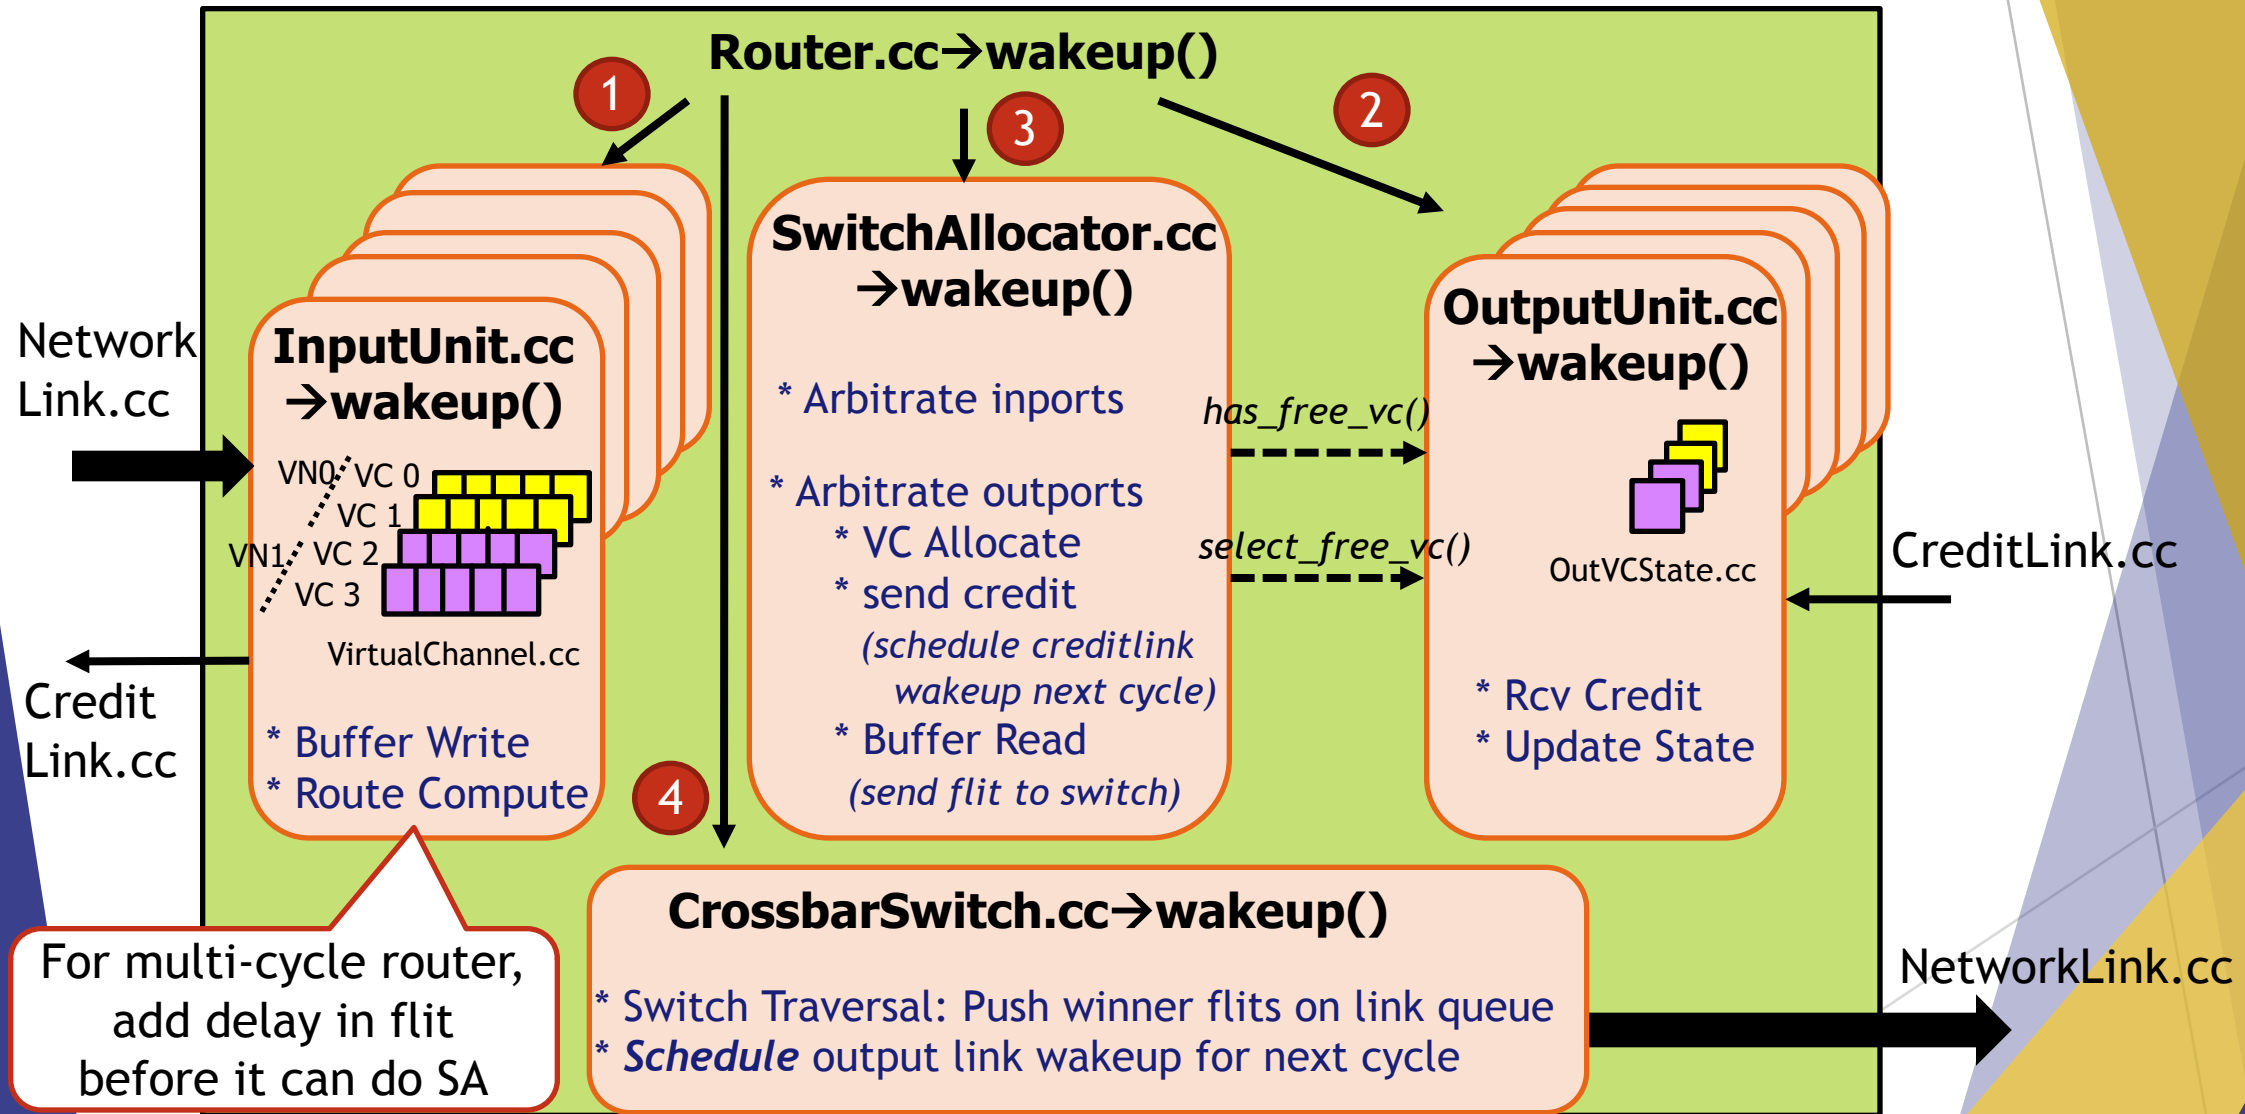 Router.cc→wakeup()
1
3
2
SwitchAllocator.cc
→wakeup()
* Arbitrate inports
* Arbitrate outports
* VC Allocate
* send credit
(schedule creditlink
wakeup next cycle)
* Buffer Read
(send flit to switch)
OutputUnit.cc
→wakeup()
OutVCState.cc
* Rcv Credit
* Update State
InputUnit.cc
→wakeup()
VN0
VC 0
VC 1
VN1
VC 2
VC 3
VirtualChannel.cc
* Buffer Write
* Route Compute
Network
Link.cc
Credit
Link.cc
has_free_vc()
select_free_vc()
CreditLink.cc
4
CrossbarSwitch.cc→wakeup()
* Switch Traversal: Push winner flits on link queue
* Schedule output link wakeup for next cycle
NetworkLink.cc
For multi-cycle router,
add delay in flit
before it can do SA